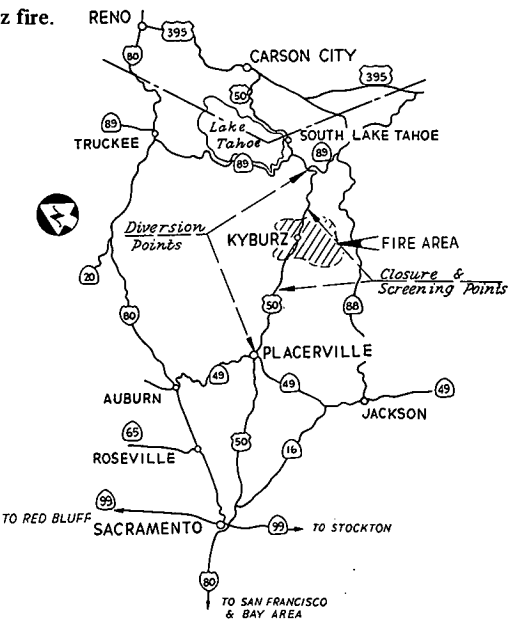 z fire.
RENO
395
80
CARSON CITY
395
50
Lake
Tahoe
SOUTH LAKE TAHOE
89
TRUCKEE
89
89
Diversion
Points
KYBURZ
FIRE AREA
Closure &
Screening Points
20
50
88
80
PLACERVILLE
49
49
49
AUBURN
JACKSON
65
50
16
ROSEVILLE
99
TO RED BLUFF
SACRAMENTO
99
TO STOCKTON
80
TO SAN FRANCISCO
& BAY AREA